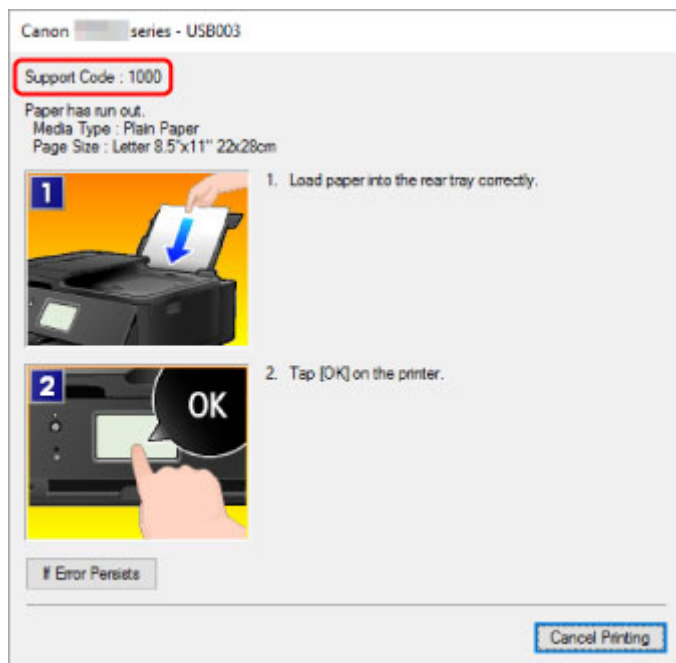 Canon series - USB003
Support Code : 1000
Paper has run out.
Media Type : Plain Paper
Page Size : Letter 8.5"x11" 22x28cm
1
1. Load paper into the rear tray correctly.
2
OK
2. Tap [OK] on the printer.
If Error Persists
Cancel Printing